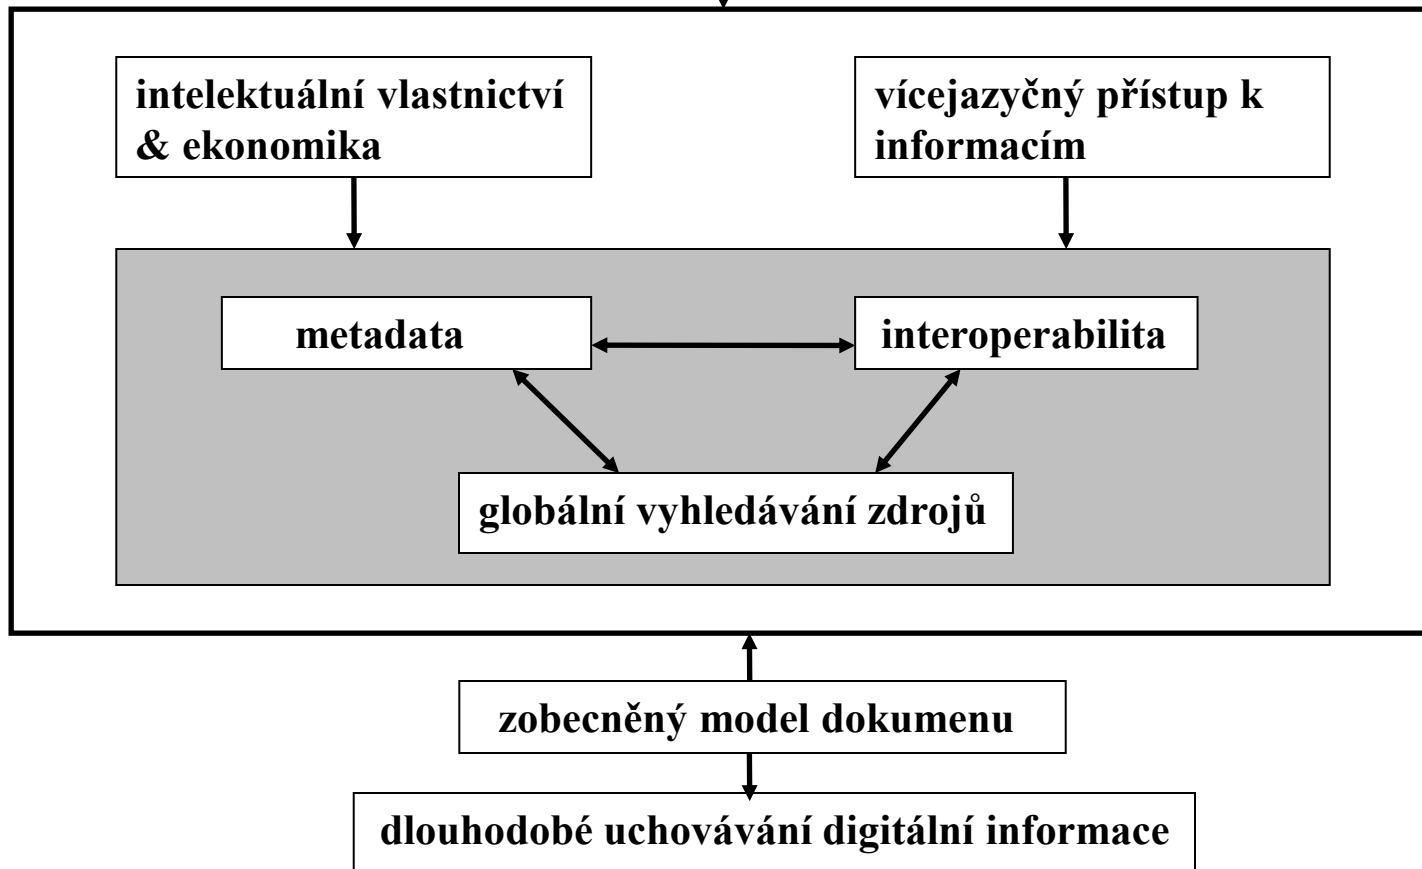 intelektuální vlastnictví
& ekonomika
vícejazyčný přístup k
informacím
metadata
interoperabilita
globální vyhledávání zdrojů
zobecněný model dokumenu
dlouhodobé uchovávání digitální informace